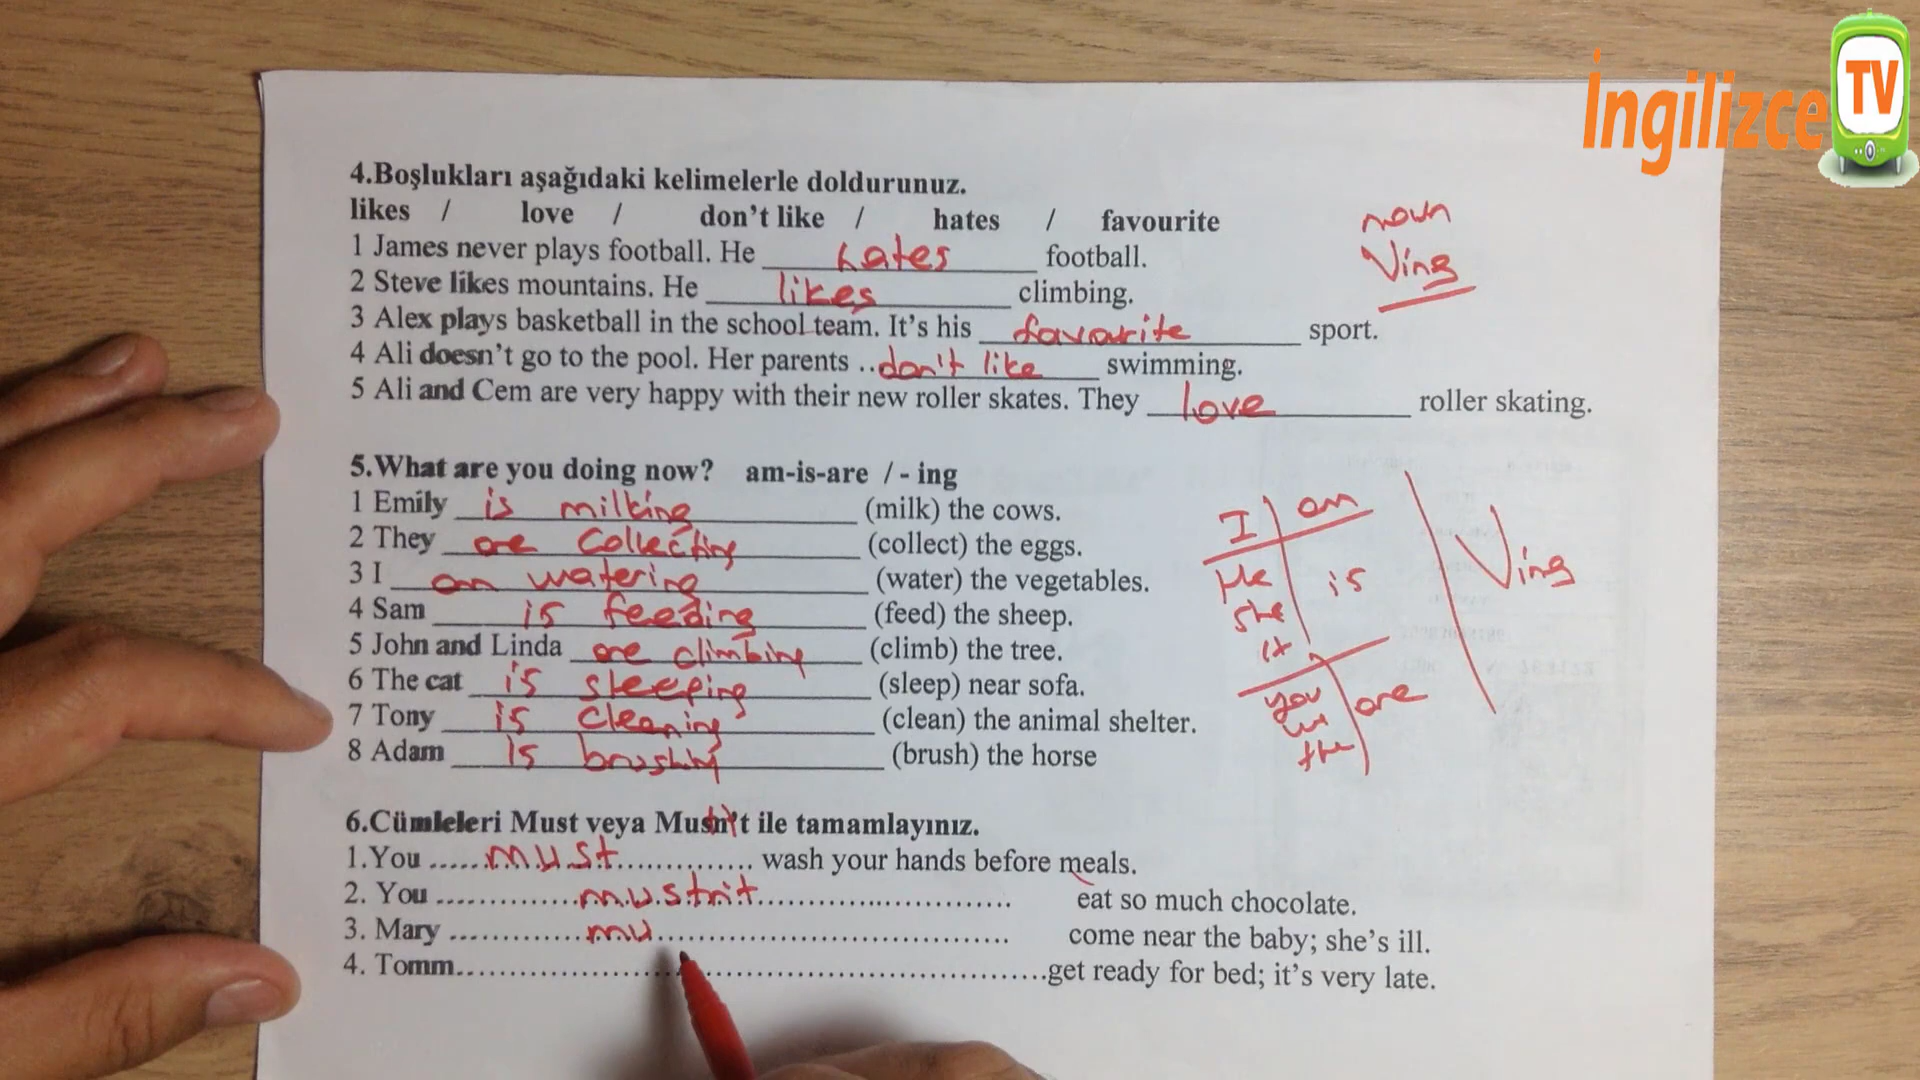 İngilizce TV
4.Boşlukları aşağıdaki kelimelerle doldurunuz.
likes / love / don't like / hates / favourite
1 James never plays football. He hates football.
2 Steve likes mountains. He likes climbing.
3 Alex plays basketball in the school team. It's his favourite sport.
4 Ali doesn't go to the pool. Her parents ..don't like swimming.
5 Ali and Cem are very happy with their new roller skates. They love roller skating.
noun
Ving
5.What are you doing now? am-is-are / - ing
1 Emily is milking (milk) the cows.
2 They are collecting (collect) the eggs.
3 I am watering (water) the vegetables.
4 Sam is feeding (feed) the sheep.
5 John and Linda are climbing (climb) the tree.
6 The cat is sleeping (sleep) near sofa.
7 Tony is cleaning (clean) the animal shelter.
8 Adam is brushing (brush) the horse
I am
He
she is
it
you
we are
Ving
6.Cümleleri Must veya Mustn't ile tamamlayınız.
1.You ..... must ............. wash your hands before meals.
2. You ............. mustn't ........................ eat so much chocolate.
3. Mary ............. mu .................................. come near the baby; she's ill.
4. Tomm..........................................................get ready for bed; it's very late.